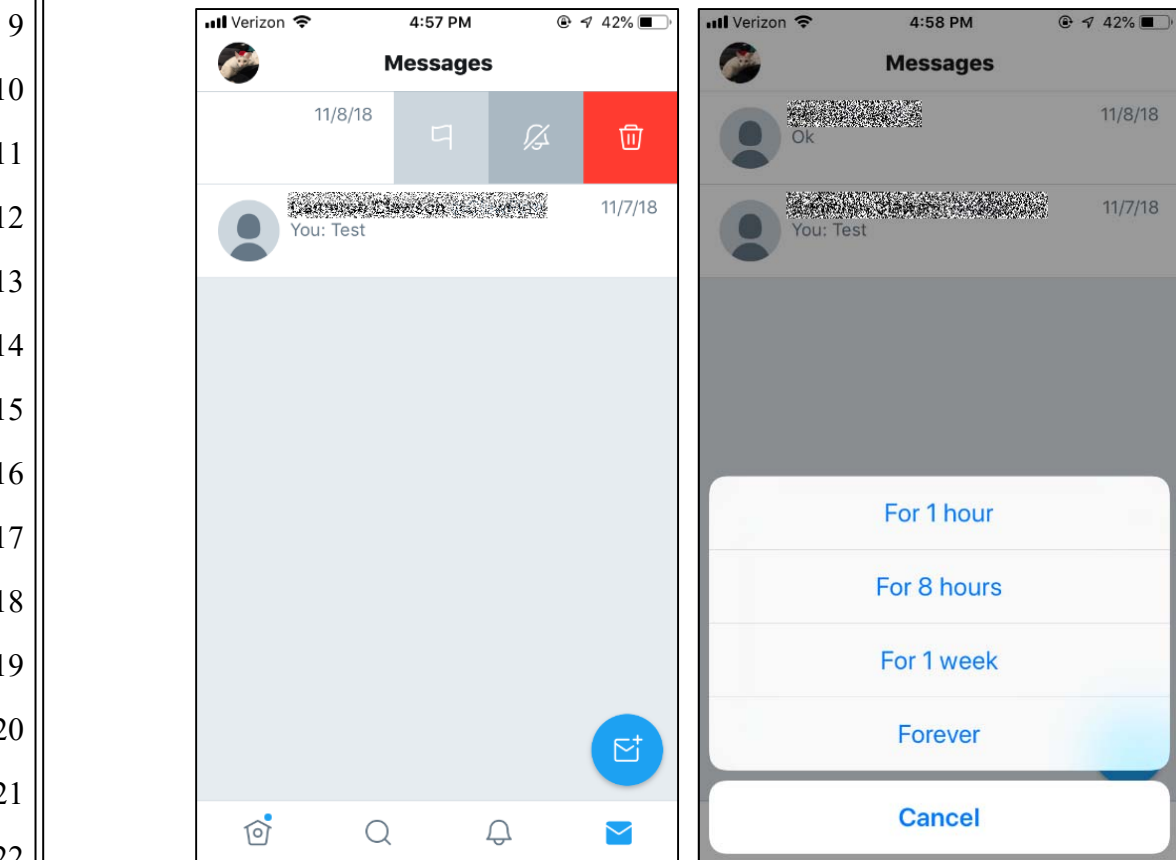 9
10
11
12
13
14
15
16
17
18
19
20
21
22
Verizon 4:57 PM 42%
Messages
11/8/18
11/7/18
You: Test
Verizon 4:58 PM 42%
Messages
11/8/18
Ok
11/7/18
You: Test
For 1 hour
For 8 hours
For 1 week
Forever
Cancel